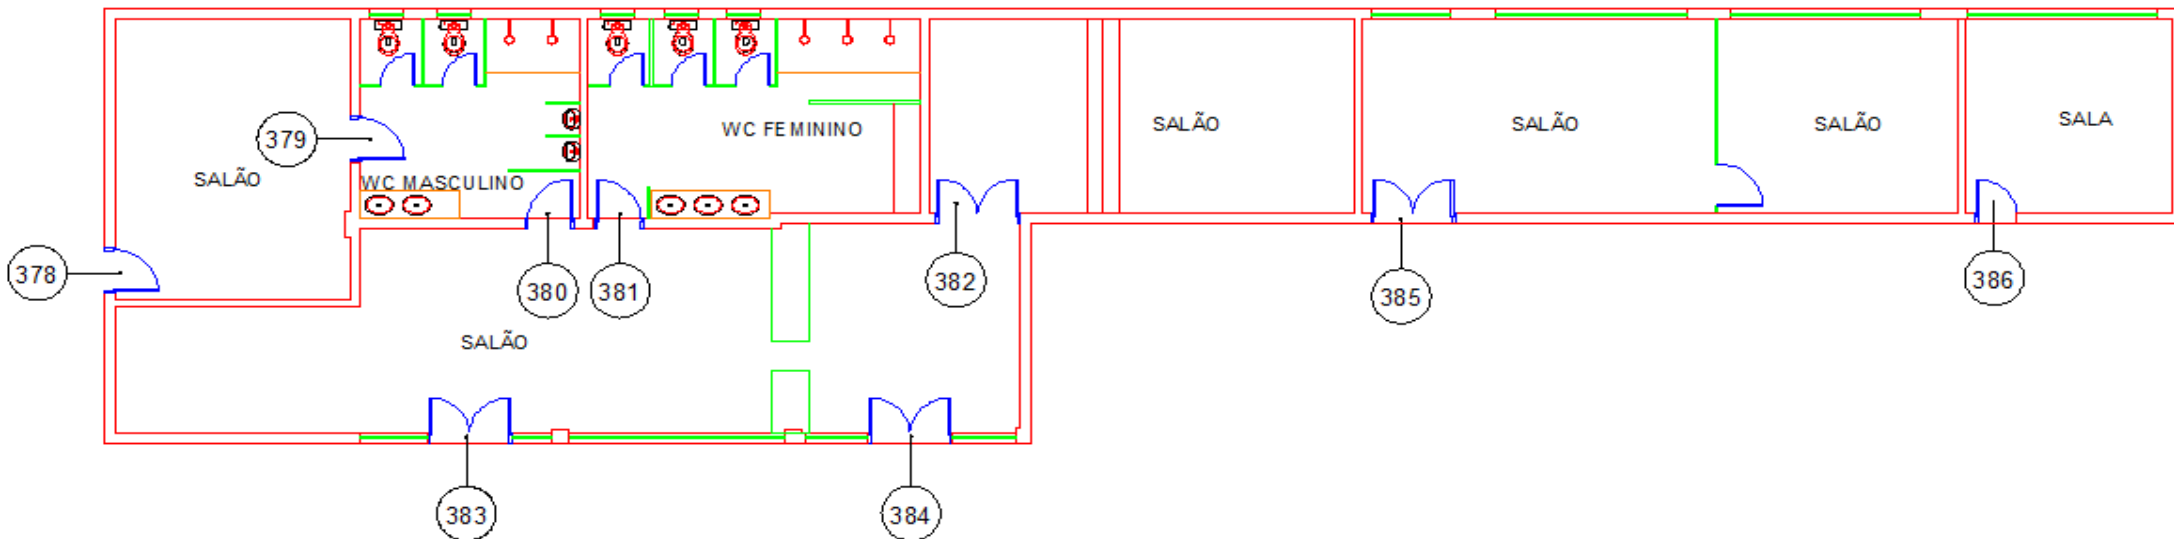 SALÃO
379
WC MASCULINO
WC FEMININO
SALÃO
SALÃO
SALÃO
SALA
378
380
381
382
385
386
SALÃO
383
384